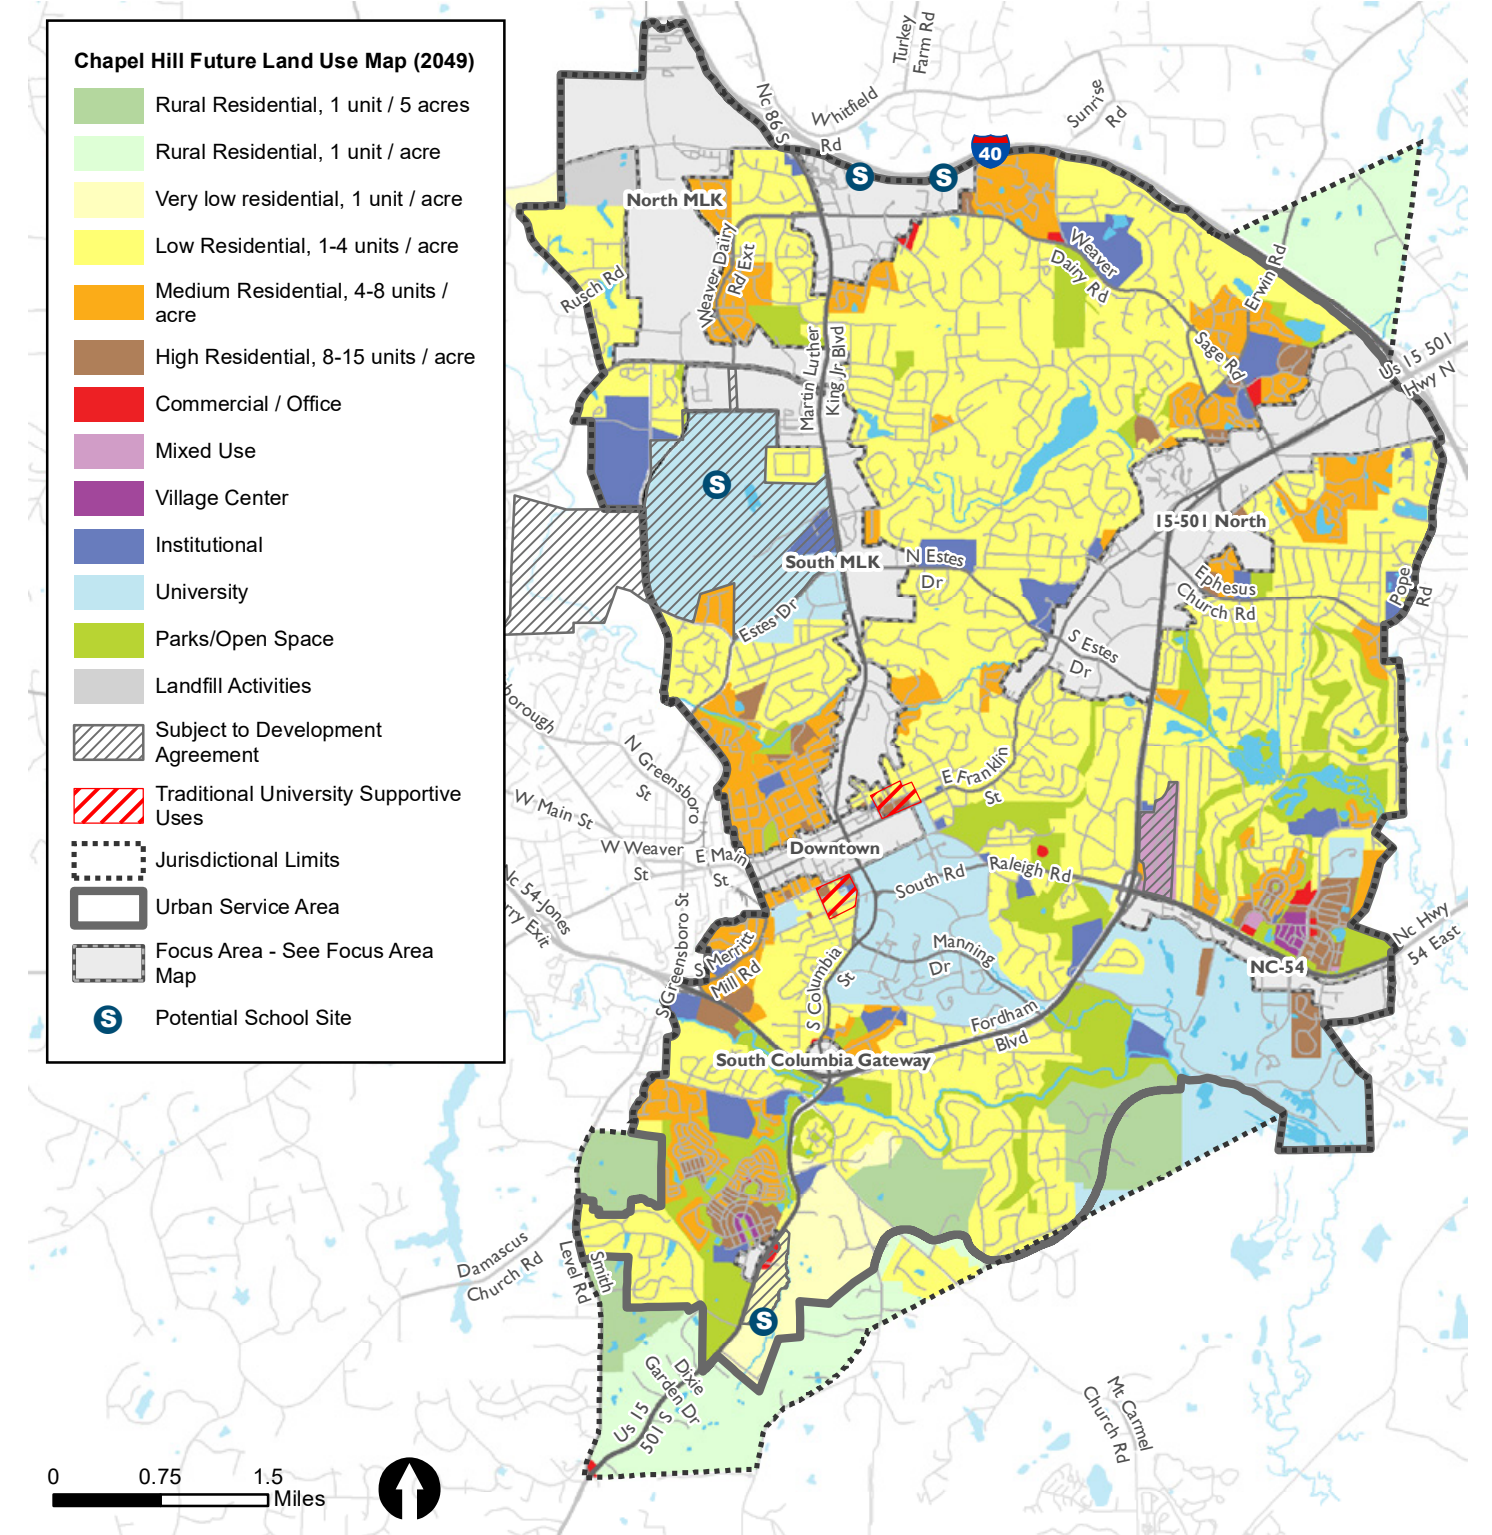 Chapel Hill Future Land Use Map (2049)
Rural Residential, 1 unit / 5 acres
Rural Residential, 1 unit / acre
Very low residential, 1 unit / acre
Low Residential, 1-4 units / acre
Medium Residential, 4-8 units /
acre
High Residential, 8-15 units / acre
Commercial / Office
Mixed Use
Village Center
Institutional
University
Parks/Open Space
Landfill Activities
Subject to Development
Agreement
Traditional University Supportive
Uses
Jurisdictional Limits
Urban Service Area
Focus Area - See Focus Area
Map
S
Potential School Site
0
0.75
1.5
Miles
Turkey
Farm Rd
Nc 86 S
Whitfield
Rd
Sunrise
Rd
40
S
S
North MLK
Weaver
Dairy Rd
Weaver Dairy
Rd Ext
Rusch Rd
Erwin Rd
Martin Luther
King Jr Blvd
Sage Rd
Us 15 501
Hwy N
S
15-501 North
South MLK
N Estes
Dr
Ephesus
Church Rd
Pope
Rd
Estes Dr
S Estes
Dr
N Greensboro
St
W Main St
E Franklin
St
W Weaver
St
E Main
St
Downtown
South Rd
Raleigh Rd
Nc Hwy
54 East
S Greensboro St
S Merritt
Mill Rd
Manning
Dr
NC-54
S Columbia
St
Fordham
Blvd
South Columbia Gateway
Damascus
Church Rd
Smith
Level Rd
S
Dixie
Garden Dr
Us 15
501 S
Mt Carmel
Church Rd